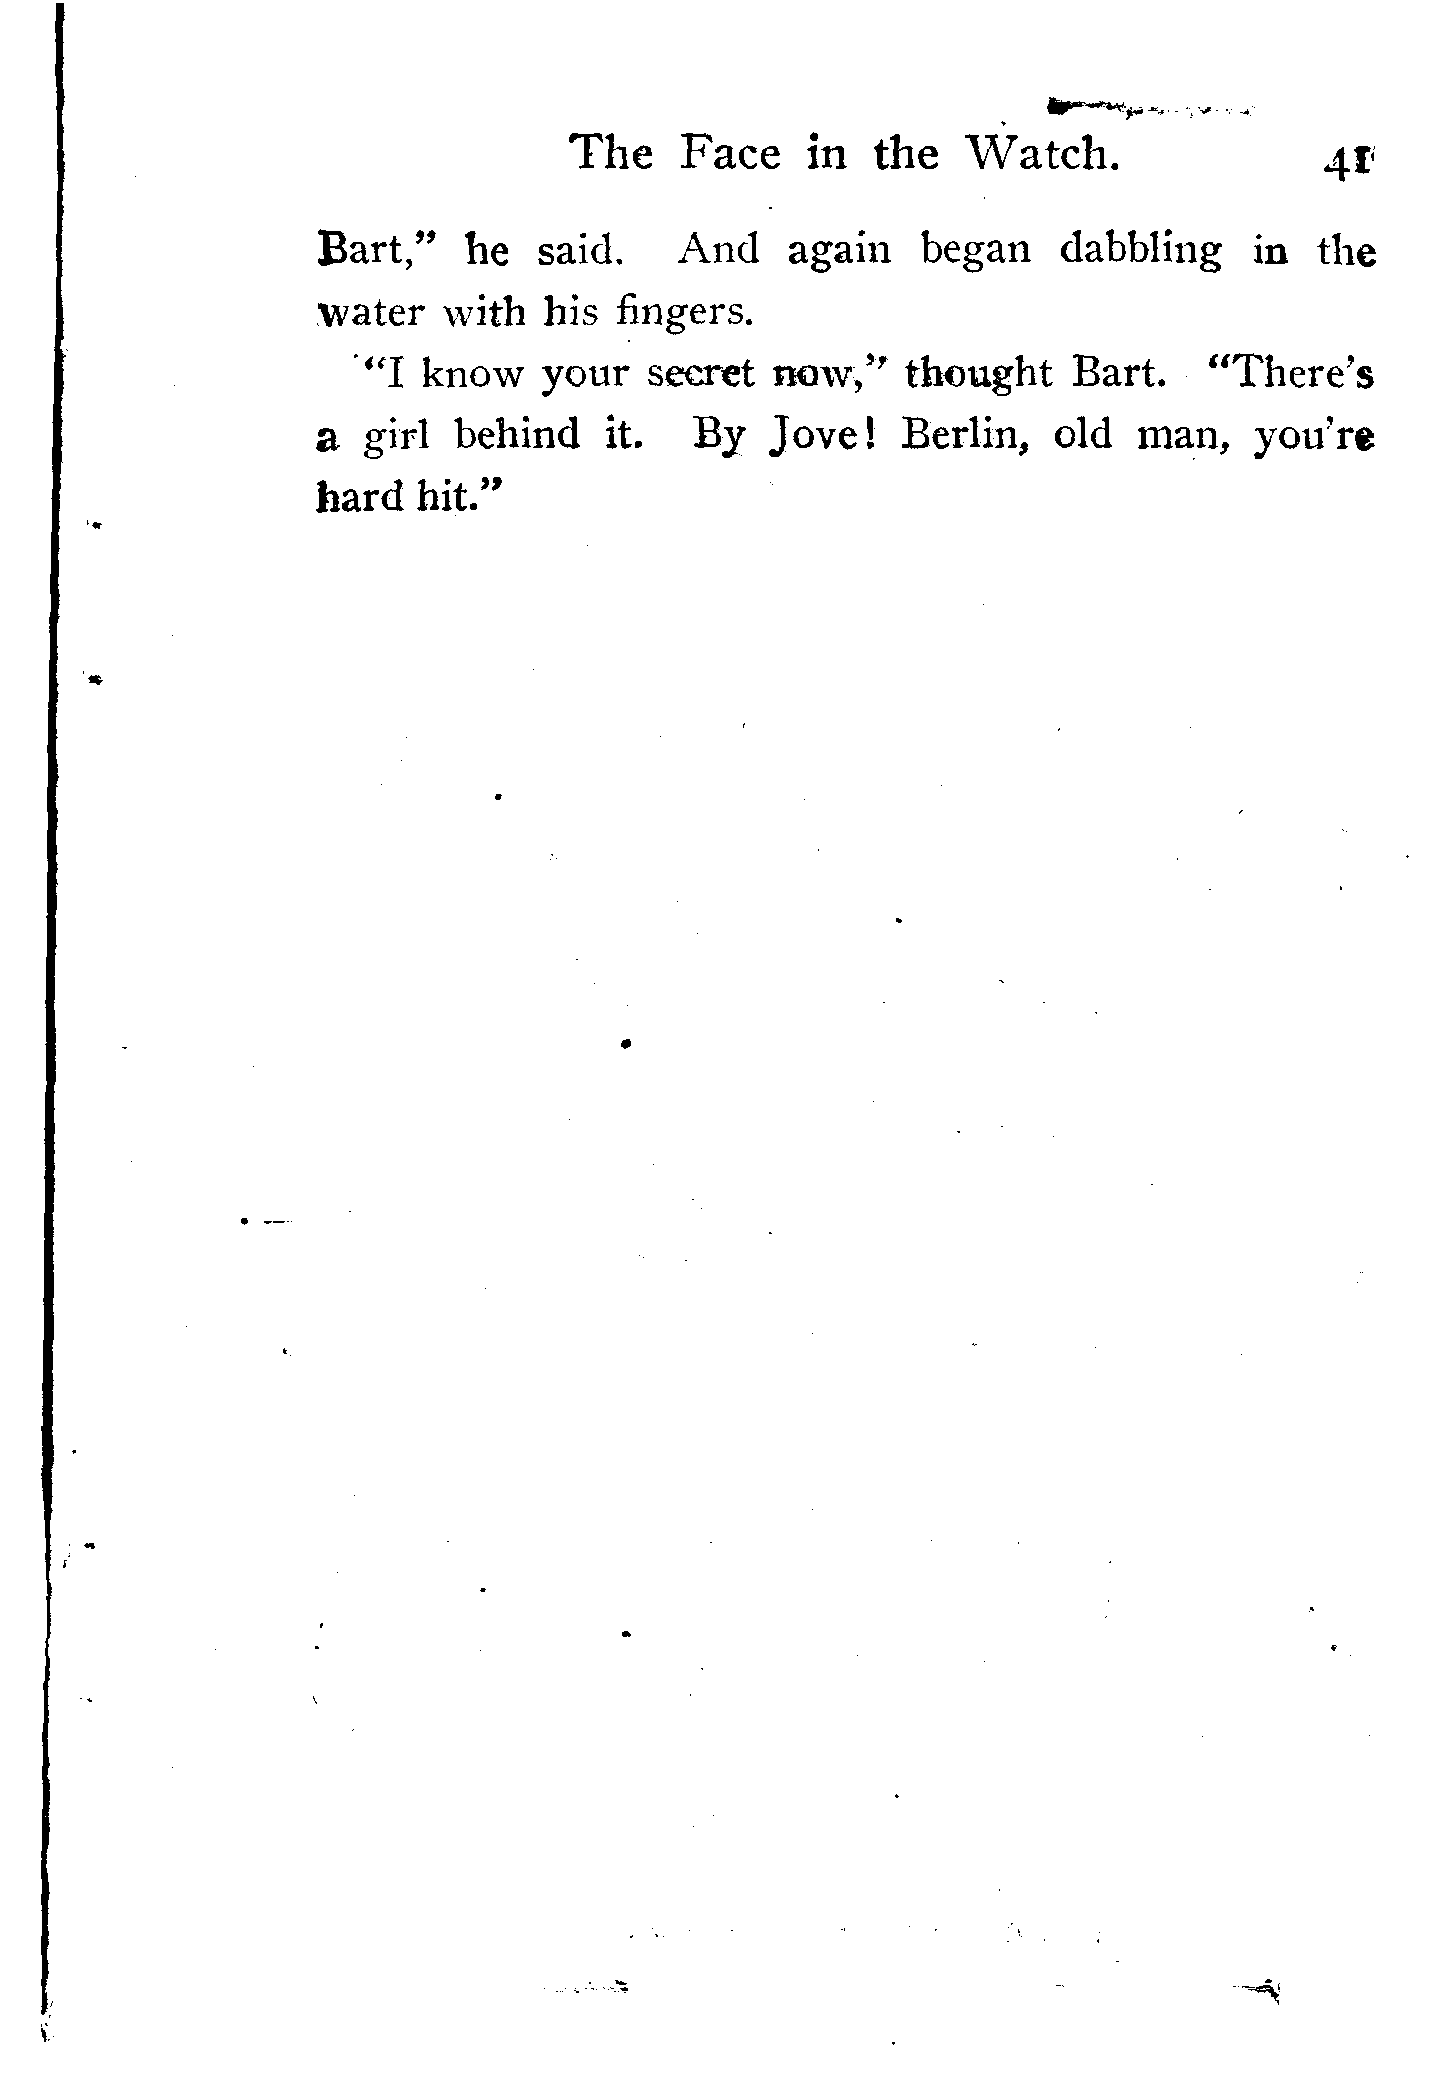 The Face in the Watch. 41
Bart,” he said. And again began dabbling in the
water with his fingers.
“I know your secret now,” thought Bart. “There’s
a girl behind it. By Jove! Berlin, old man, you’re
hard hit.”